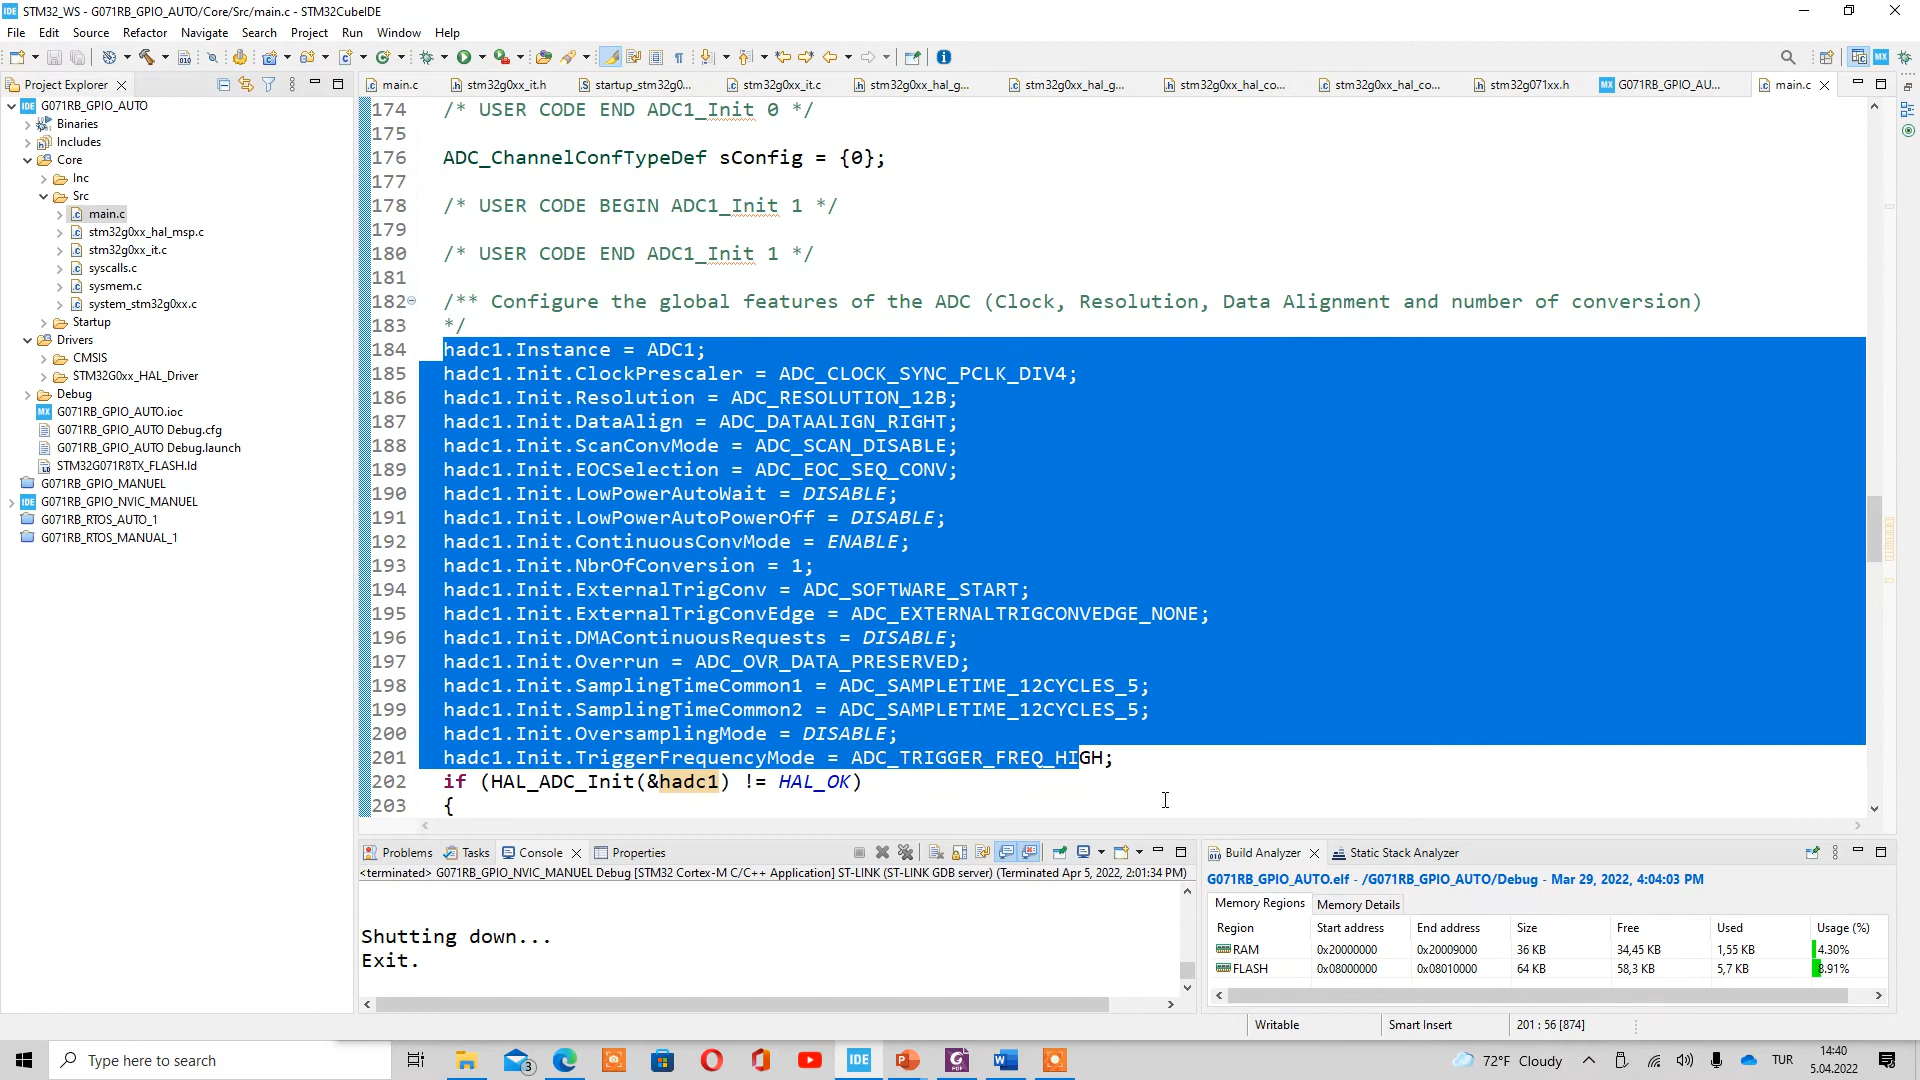 STM32_WS - G071RB_GPIO_AUTO/Core/Src/main.c - STM32CubeIDE
File Edit Source Refactor Navigate Search Project Run Window Help
Project Explorer
main.c stm32g0xx_it.h startup_stm32g0... stm32g0xx_it.c stm32g0xx_hal_g... stm32g0xx_hal_g... stm32g0xx_hal_co... stm32g0xx_hal_co... stm32g071xx.h G071RB_GPIO_AU... main.c
G071RB_GPIO_AUTO
Binaries
Includes
Core
Inc
Src
main.c
stm32g0xx_hal_msp.c
stm32g0xx_it.c
syscalls.c
sysmem.c
system_stm32g0xx.c
Startup
Drivers
CMSIS
STM32G0xx_HAL_Driver
Debug
G071RB_GPIO_AUTO.ioc
G071RB_GPIO_AUTO Debug.cfg
G071RB_GPIO_AUTO Debug.launch
STM32G071R8TX_FLASH.ld
G071RB_GPIO_MANUEL
G071RB_GPIO_NVIC_MANUEL
G071RB_RTOS_AUTO_1
G071RB_RTOS_MANUAL_1
174 /* USER CODE END ADC1_Init 0 */
175
176 ADC_ChannelConfTypeDef sConfig = {0};
177
178 /* USER CODE BEGIN ADC1_Init 1 */
179
180 /* USER CODE END ADC1_Init 1 */
181
182 /** Configure the global features of the ADC (Clock, Resolution, Data Alignment and number of conversion)
183 */
184 hadc1.Instance = ADC1;
185 hadc1.Init.ClockPrescaler = ADC_CLOCK_SYNC_PCLK_DIV4;
186 hadc1.Init.Resolution = ADC_RESOLUTION_12B;
187 hadc1.Init.DataAlign = ADC_DATAALIGN_RIGHT;
188 hadc1.Init.ScanConvMode = ADC_SCAN_DISABLE;
189 hadc1.Init.EOCSelection = ADC_EOC_SEQ_CONV;
190 hadc1.Init.LowPowerAutoWait = DISABLE;
191 hadc1.Init.LowPowerAutoPowerOff = DISABLE;
192 hadc1.Init.ContinuousConvMode = ENABLE;
193 hadc1.Init.NbrOfConversion = 1;
194 hadc1.Init.ExternalTrigConv = ADC_SOFTWARE_START;
195 hadc1.Init.ExternalTrigConvEdge = ADC_EXTERNALTRIGCONVEDGE_NONE;
196 hadc1.Init.DMAContinuousRequests = DISABLE;
197 hadc1.Init.Overrun = ADC_OVR_DATA_PRESERVED;
198 hadc1.Init.SamplingTimeCommon1 = ADC_SAMPLETIME_12CYCLES_5;
199 hadc1.Init.SamplingTimeCommon2 = ADC_SAMPLETIME_12CYCLES_5;
200 hadc1.Init.OversamplingMode = DISABLE;
201 hadc1.Init.TriggerFrequencyMode = ADC_TRIGGER_FREQ_HIGH;
202 if (HAL_ADC_Init(&hadc1) != HAL_OK)
203 {
Problems Tasks Console Properties
<terminated> G071RB_GPIO_NVIC_MANUEL Debug [STM32 Cortex-M C/C++ Application] ST-LINK (ST-LINK GDB server) (Terminated Apr 5, 2022, 2:01:34 PM)
Shutting down...
Exit.
Build Analyzer Static Stack Analyzer
G071RB_GPIO_AUTO.elf - /G071RB_GPIO_AUTO/Debug - Mar 29, 2022, 4:04:03 PM
Memory Regions Memory Details
Region Start address End address Size Free Used Usage (%)
RAM 0x20000000 0x20009000 36 KB 34,45 KB 1,55 KB 4.30%
FLASH 0x08000000 0x08010000 64 KB 58,3 KB 5,7 KB 8.91%
Writable Smart Insert 201 : 56 [874]
Type here to search
3
IDE
72°F Cloudy
TUR
14:40
5.04.2022